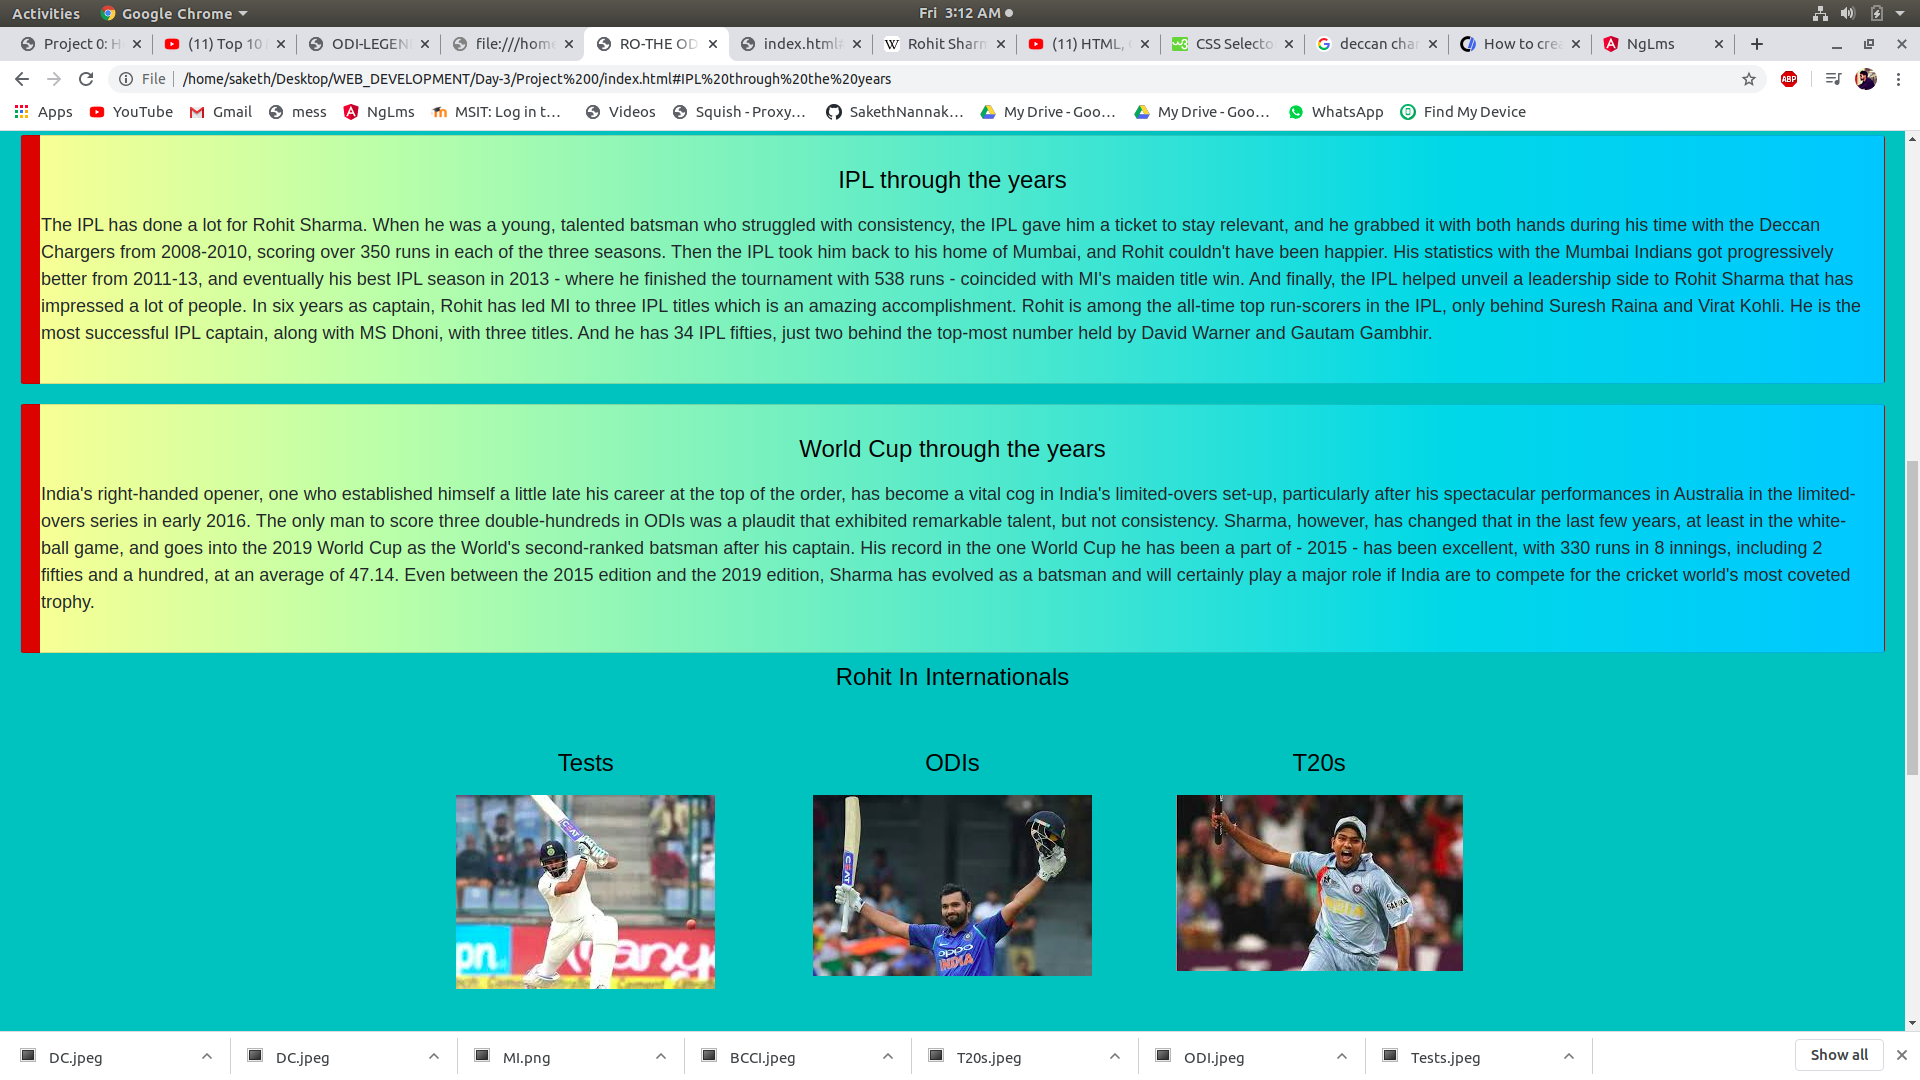 Activities Google Chrome Fri 3:12 AM
Project 0: H (11) Top 10 ODI-LEGEN file:///home RO-THE OD index.html# Rohit Sharm (11) HTML, CSS Selecto deccan char How to crea NgLms
File /home/saketh/Desktop/WEB_DEVELOPMENT/Day-3/Project%200/index.html#IPL%20through%20the%20years ABP
Apps YouTube Gmail mess NgLms MSIT: Log in t… Videos Squish - Proxy… SakethNannak… My Drive - Goo… My Drive - Goo… WhatsApp Find My Device
IPL through the years
The IPL has done a lot for Rohit Sharma. When he was a young, talented batsman who struggled with consistency, the IPL gave him a ticket to stay relevant, and he grabbed it with both hands during his time with the Deccan
Chargers from 2008-2010, scoring over 350 runs in each of the three seasons. Then the IPL took him back to his home of Mumbai, and Rohit couldn't have been happier. His statistics with the Mumbai Indians got progressively
better from 2011-13, and eventually his best IPL season in 2013 - where he finished the tournament with 538 runs - coincided with MI's maiden title win. And finally, the IPL helped unveil a leadership side to Rohit Sharma that has
impressed a lot of people. In six years as captain, Rohit has led MI to three IPL titles which is an amazing accomplishment. Rohit is among the all-time top run-scorers in the IPL, only behind Suresh Raina and Virat Kohli. He is the
most successful IPL captain, along with MS Dhoni, with three titles. And he has 34 IPL fifties, just two behind the top-most number held by David Warner and Gautam Gambhir.
World Cup through the years
India's right-handed opener, one who established himself a little late his career at the top of the order, has become a vital cog in India's limited-overs set-up, particularly after his spectacular performances in Australia in the limited-
overs series in early 2016. The only man to score three double-hundreds in ODIs was a plaudit that exhibited remarkable talent, but not consistency. Sharma, however, has changed that in the last few years, at least in the white-
ball game, and goes into the 2019 World Cup as the World's second-ranked batsman after his captain. His record in the one World Cup he has been a part of - 2015 - has been excellent, with 330 runs in 8 innings, including 2
fifties and a hundred, at an average of 47.14. Even between the 2015 edition and the 2019 edition, Sharma has evolved as a batsman and will certainly play a major role if India are to compete for the cricket world's most coveted
trophy.
Rohit In Internationals
Tests ODIs T20s
CEAT
CEAT
oppo
INDIA
INDIA
SAHARA
DC.jpeg DC.jpeg MI.png BCCI.jpeg T20s.jpeg ODI.jpeg Tests.jpeg Show all